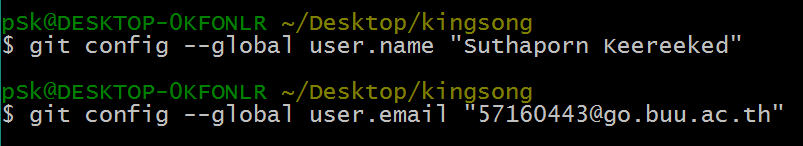 pSk@DESKTOP-0KFONLR ~/Desktop/kingsong
$ git config --global user.name "Suthaporn Keereeked"
pSk@DESKTOP-0KFONLR ~/Desktop/kingsong
$ git config --global user.email "57160443@go.buu.ac.th"